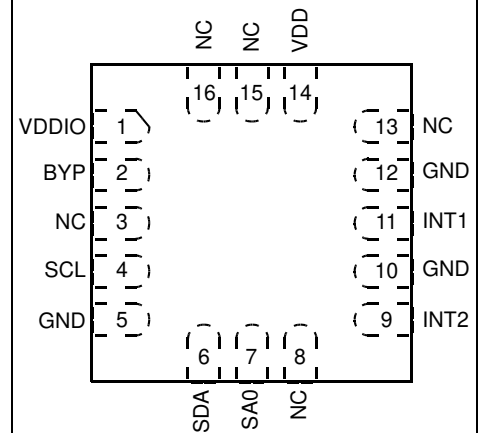 NC NC VDD
16 15 14
VDDIO 1 13 NC
BYP 2 12 GND
NC 3 11 INT1
SCL 4 10 GND
GND 5 9 INT2
6 7 8
SDA SA0 NC